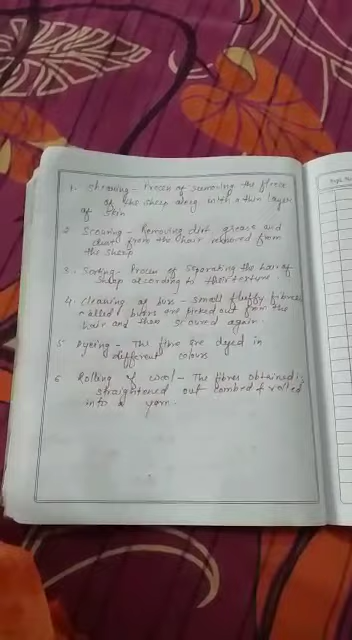 1. Shearing - Process of removing the fleece
of the sheep along with a thin layer
of skin
2 Scouring - Removing dirt grease and
dust from the hair removed from
the sheep
3. Sorting - Process of separating the hair of
sheep according to their texture.
4 Cleaning of burs - small fluffy fibres
called burs are picked out from the
hair and then scoured again.
5 Dyeing - The fibre are dyed in
different colours
6 Rolling of wool - The fibres obtained is
straightened out combed & rolled
into yarn.